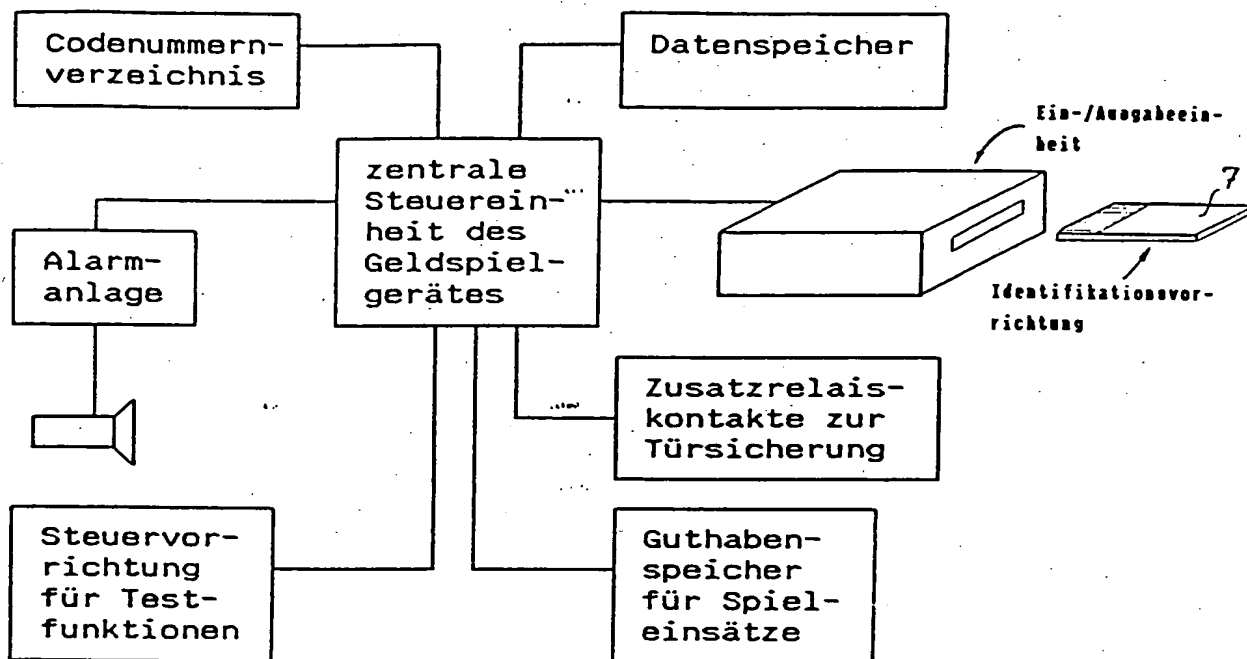 Codenummern-
verzeichnis
Datenspeicher
Ein-/Ausgabeein-
heit
zentrale
Steuerein-
heit des
Geldspiel-
gerätes
7
Alarm-
anlage
Identifikationsvor-
richtung
Zusatzrelais-
kontakte zur
Türsicherung
Steuervor-
richtung
für Test-
funktionen
Guthaben-
speicher
für Spiel-
einsätze